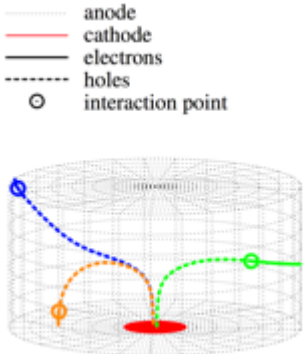 anode
cathode
electrons
holes
interaction point